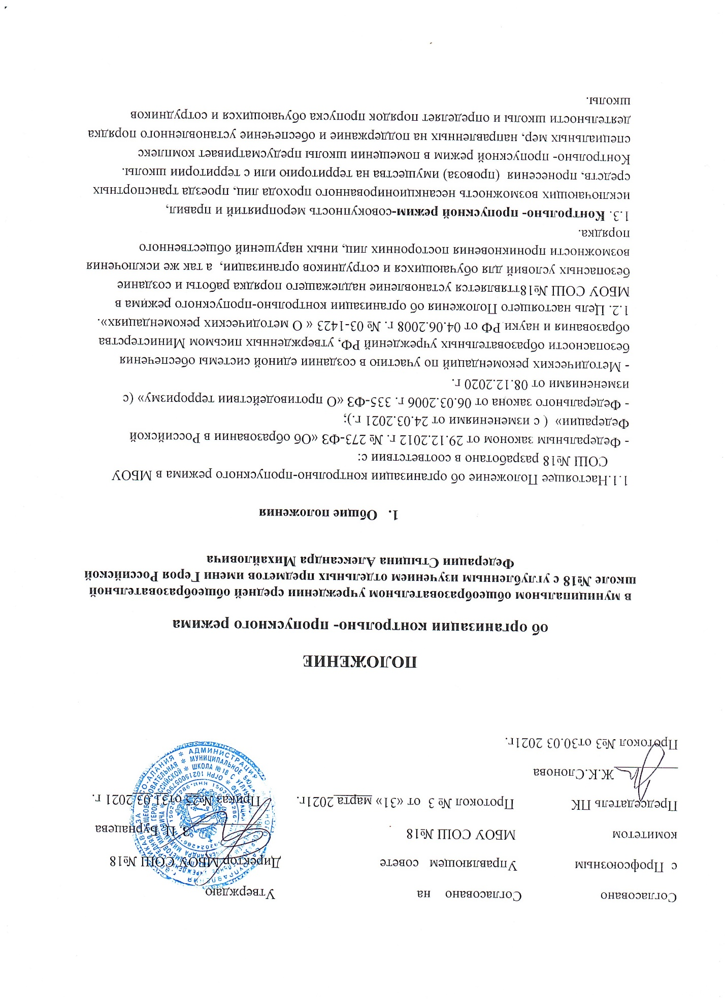 Согласовано Согласовано на Утверждаю
с Профсоюзным Управляющем совете Директор МБОУ СОШ №18
комитетом МБОУ СОШ №18 З. Ц. Бурнацева
Председатель ПК Протокол № 3 от «31» марта 2021г. Приказ №25 от31.03.2021 г.
Ж.К.Слонова
Протокол №3 от30.03 2021г.
ПОЛОЖЕНИЕ
об организации контрольно- пропускного режима
в муниципальном общеобразовательном учреждении средней общеобразовательной
школе №18 с углубленным изучением отдельных предметов имени Героя Российской
Федерации Стыцина Александра Михайловича
1. Общие положения
1.1.Настоящее Положение об организации контрольно-пропускного режима в МБОУ
СОШ №18 разработано в соответствии с:
- Федеральным законом от 29.12.2012 г. № 273-ФЗ «Об образовании в Российской
Федерации» ( с изменениями от 24.03.2021 г.);
- Федерального закона от 06.03.2006 г. 335-ФЗ «О противодействии терроризму» (с
изменениями от 08.12.2020 г.
- Методических рекомендаций по участию в создании единой системы обеспечения
безопасности образовательных учреждений РФ, утвержденных письмом Министерства
образования и науки РФ от 04.06.2008 г. № 03-1423 « О методических рекомендациях».
1.2. Цель настоящего Положения об организации контрольно-пропускного режима в
МБОУ СОШ №18ттявляется установление надлежащего порядка работы и создание
безопасных условий для обучающихся и сотрудников организации, а так же исключения
возможности проникновения посторонних лиц, иных нарушений общественного
порядка.
1.3. Контрольно- пропускной режим-совокупность мероприятий и правил,
исключающих возможность несанкционированного прохода лиц, проезда транспортных
средств, пронесения (провоза) имущества на территорию или с территории школы.
Контрольно- пропускной режим в помещении школы предусматривает комплекс
специальных мер, направленных на поддержание и обеспечение установленного порядка
деятельности школы и определяет порядок пропуска обучающихся и сотрудников
школы.